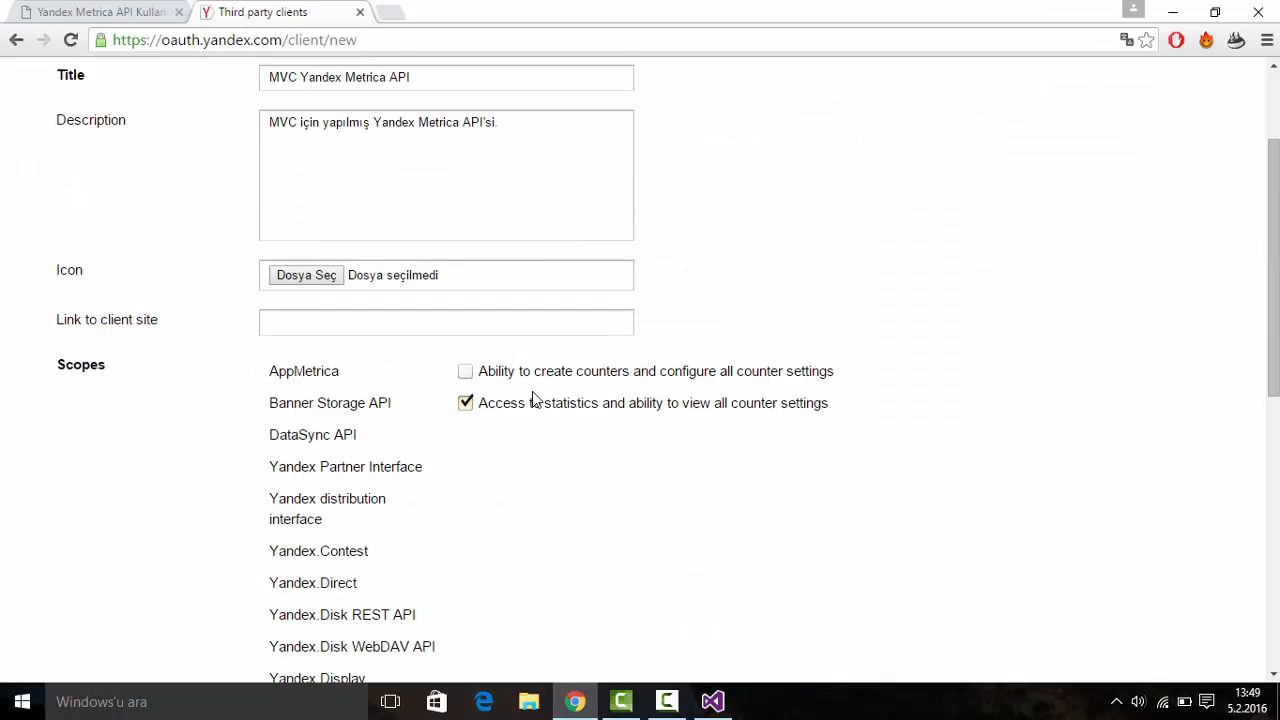 Yandex Metrica API Kullan
Third party clients
https://oauth.yandex.com/client/new
Title
MVC Yandex Metrica API
Description
MVC için yapılmış Yandex Metrica API'si.
Icon
Dosya Seç Dosya seçilmedi
Link to client site
Scopes
AppMetrica
Ability to create counters and configure all counter settings
Banner Storage API
Access to statistics and ability to view all counter settings
DataSync API
Yandex Partner Interface
Yandex distribution
interface
Yandex.Contest
Yandex.Direct
Yandex.Disk REST API
Yandex.Disk WebDAV API
Yandex.Display
Windows'u ara
13:49
5.2.2016